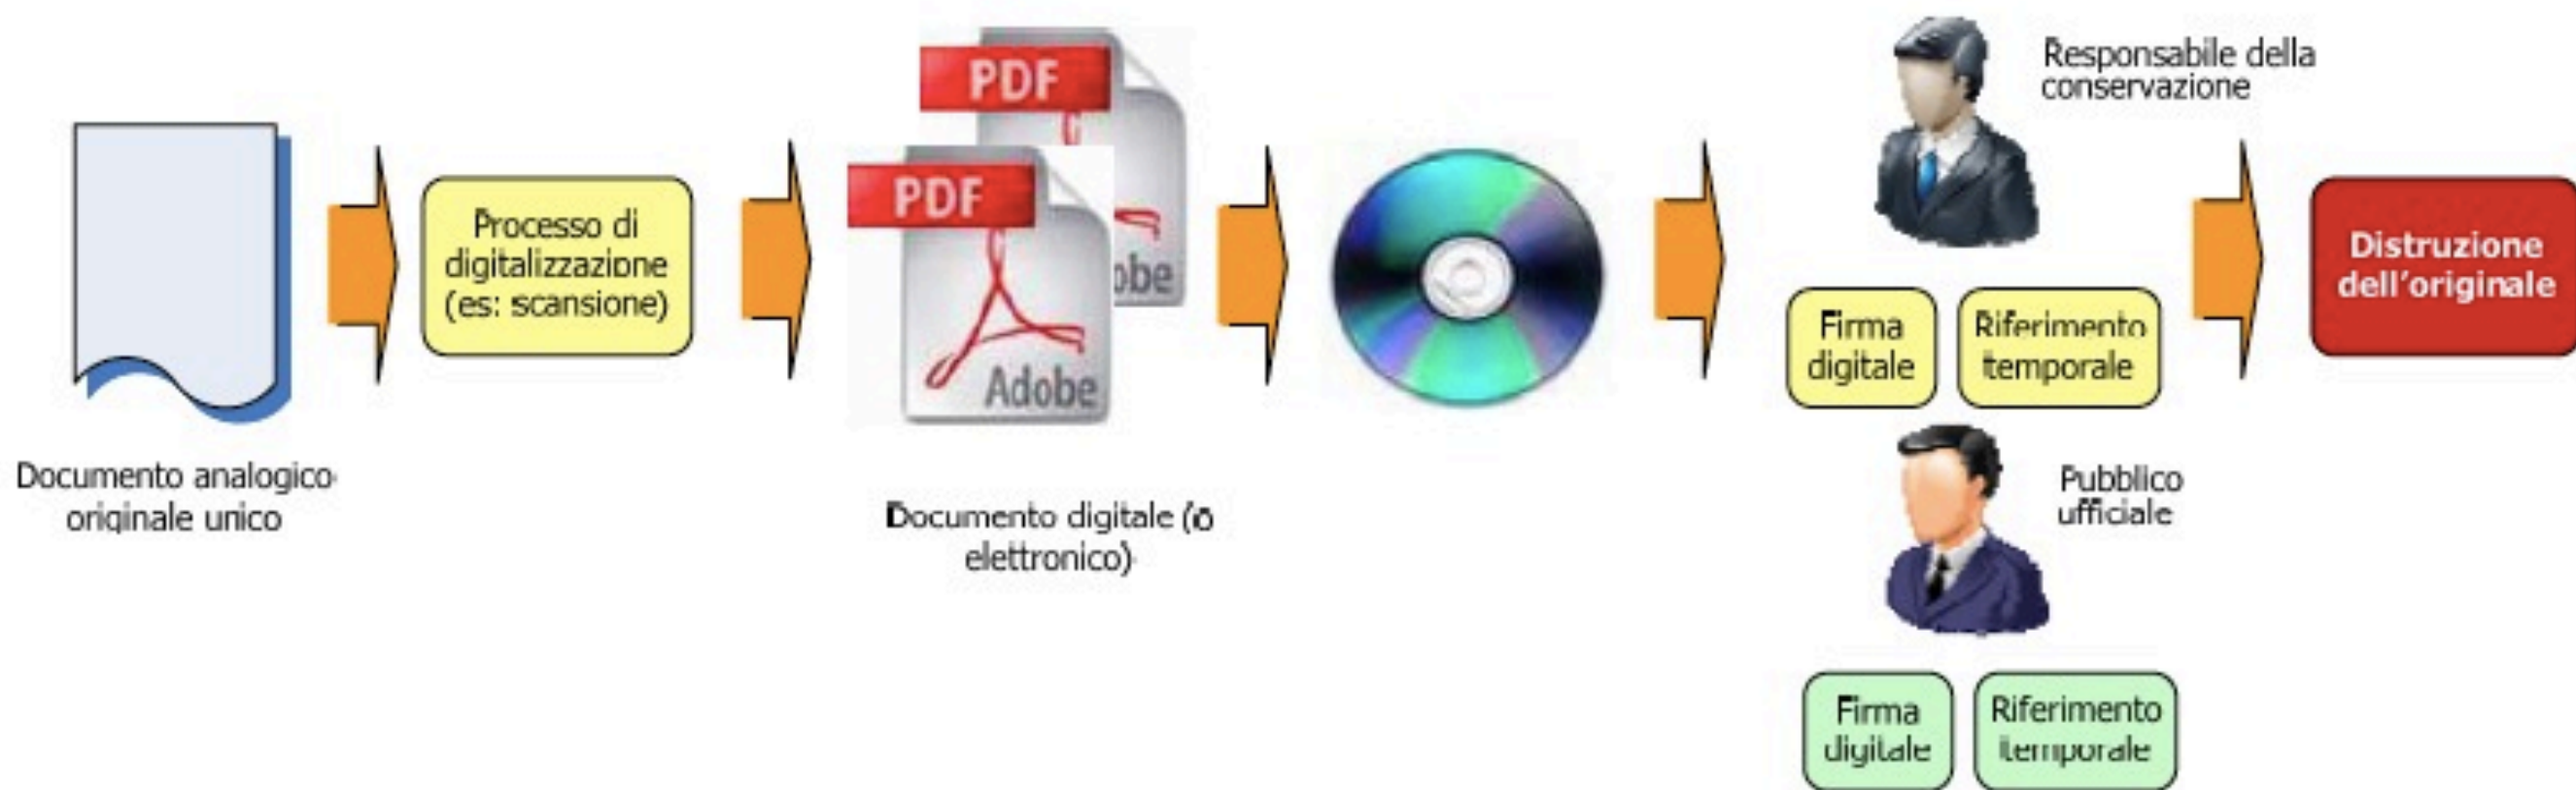 Documento analogico
originale unico
Processo di
digitalizzazione
(es: scansione)
PDF
obe
PDF
Adobe
Documento digitale (o
elettronico)
Responsabile della
conservazione
Firma
digitale
Riferimento
temporale
Pubblico
ufficiale
Firma
digitale
Riferimento
temporale
Distruzione
dell'originale